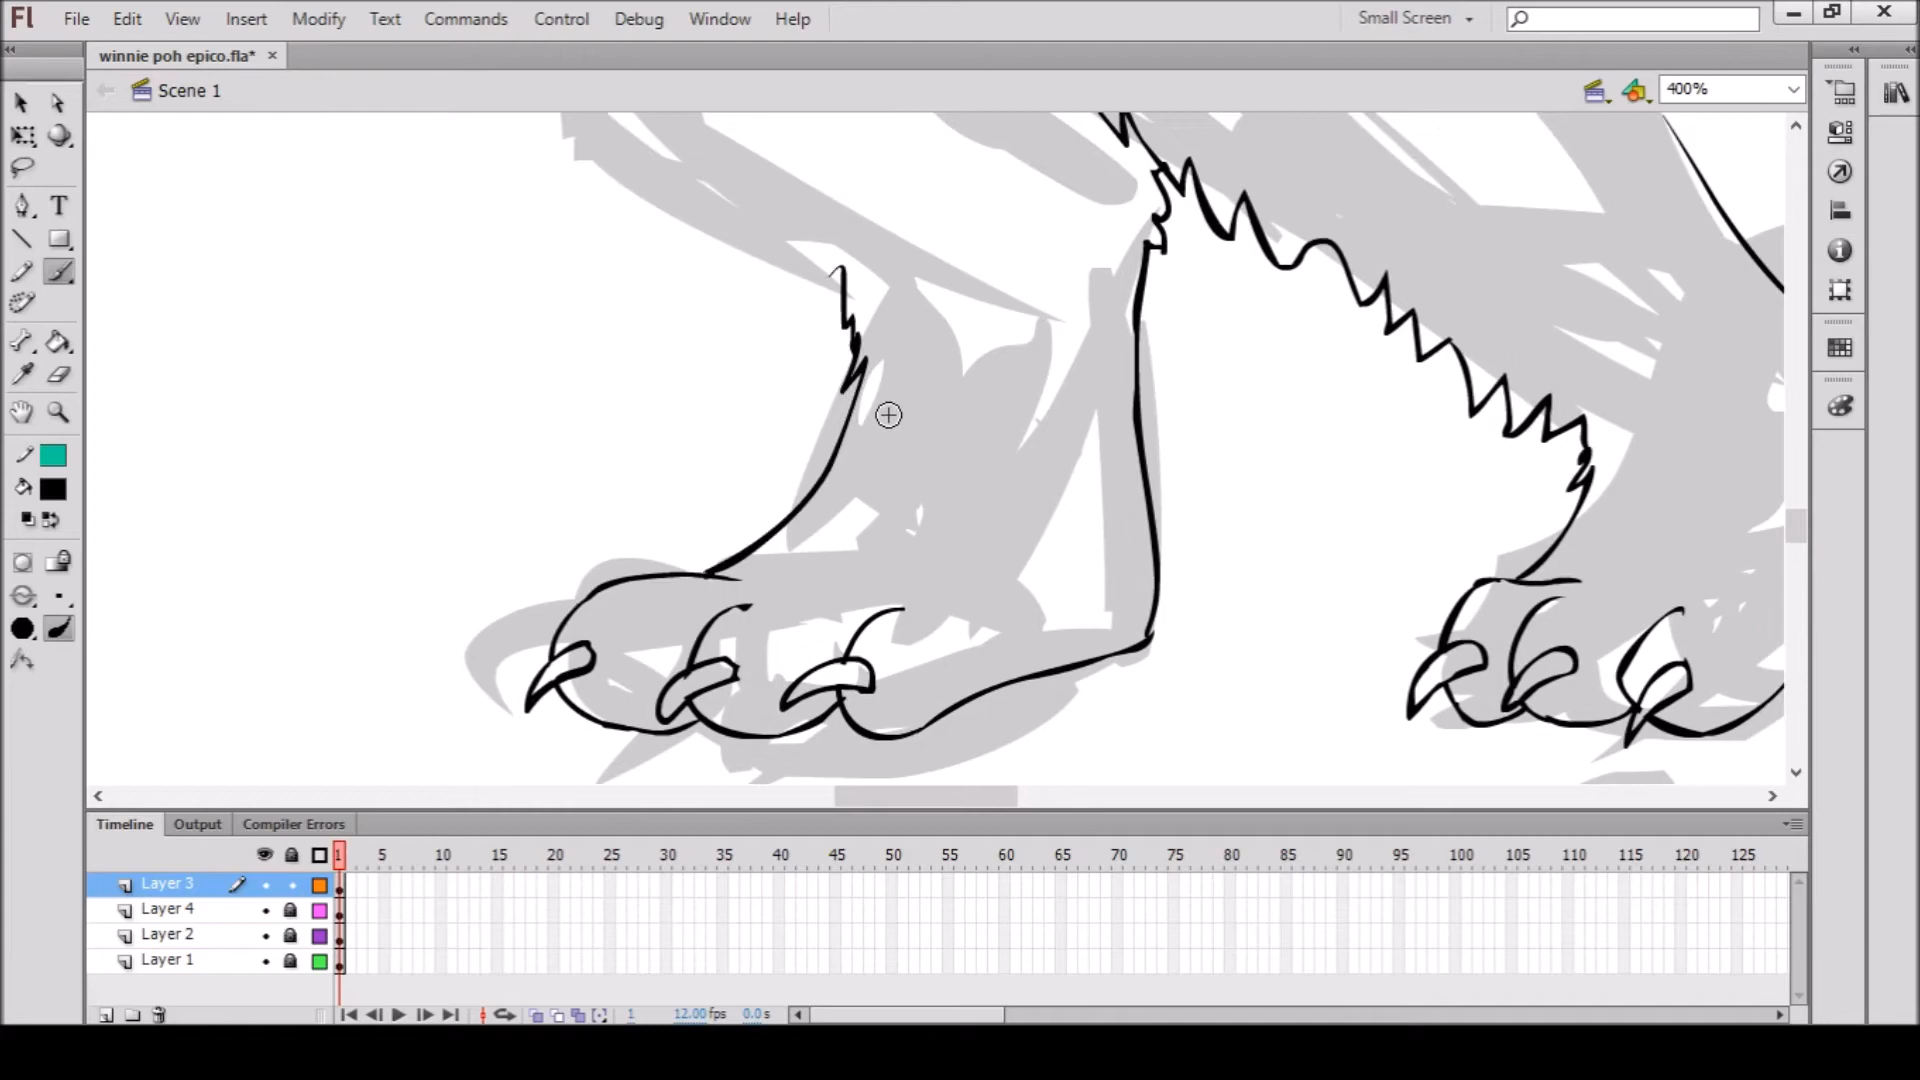 Fl File Edit View Insert Modify Text Commands Control Debug Window Help Small Screen
winnie poh epico.fla* ×
Scene 1 400%
T
Timeline Output Compiler Errors
1 5 10 15 20 25 30 35 40 45 50 55 60 65 70 75 80 85 90 95 100 105 110 115 120 125
Layer 3
Layer 4
Layer 2
Layer 1
1 12.00 fps 0.0 s